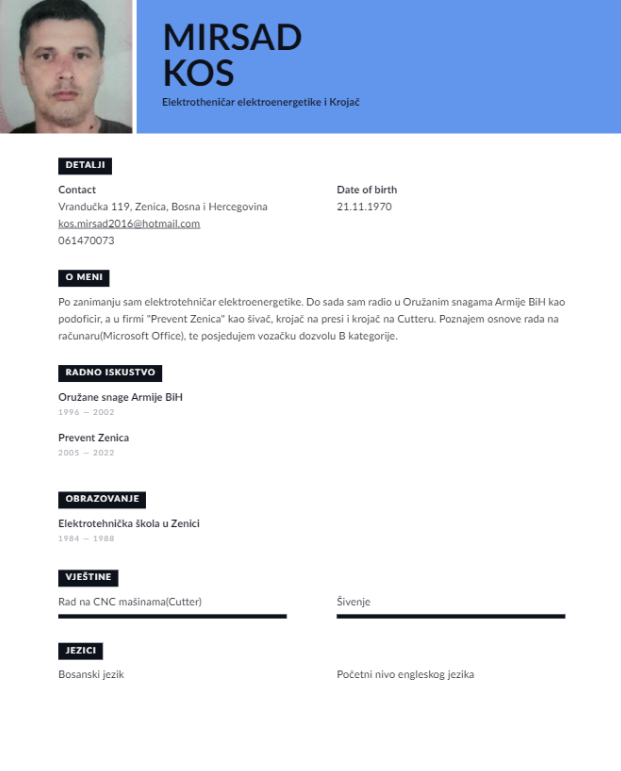 MIRSAD
KOS
Elektrotheničar elektroenergetike i Krojač
DETALJI
Contact
Vrandučka 119, Zenica, Bosna i Hercegovina
kos.mirsad2016@hotmail.com
061470073
Date of birth
21.11.1970
O MENI
Po zanimanju sam elektrotehničar elektroenergetike. Do sada sam radio u Oružanim snagama Armije BiH kao
podoficir, a u firmi "Prevent Zenica" kao šivač, krojač na presi i krojač na Cutteru. Poznajem osnove rada na
računaru(Microsoft Office), te posjedujem vozačku dozvolu B kategorije.
RADNO ISKUSTVO
Oružane snage Armije BiH
1996 — 2002
Prevent Zenica
2005 — 2022
OBRAZOVANJE
Elektrotehnička škola u Zenici
1984 — 1988
VJEŠTINE
Rad na CNC mašinama(Cutter)
Šivenje
JEZICI
Bosanski jezik
Početni nivo engleskog jezika